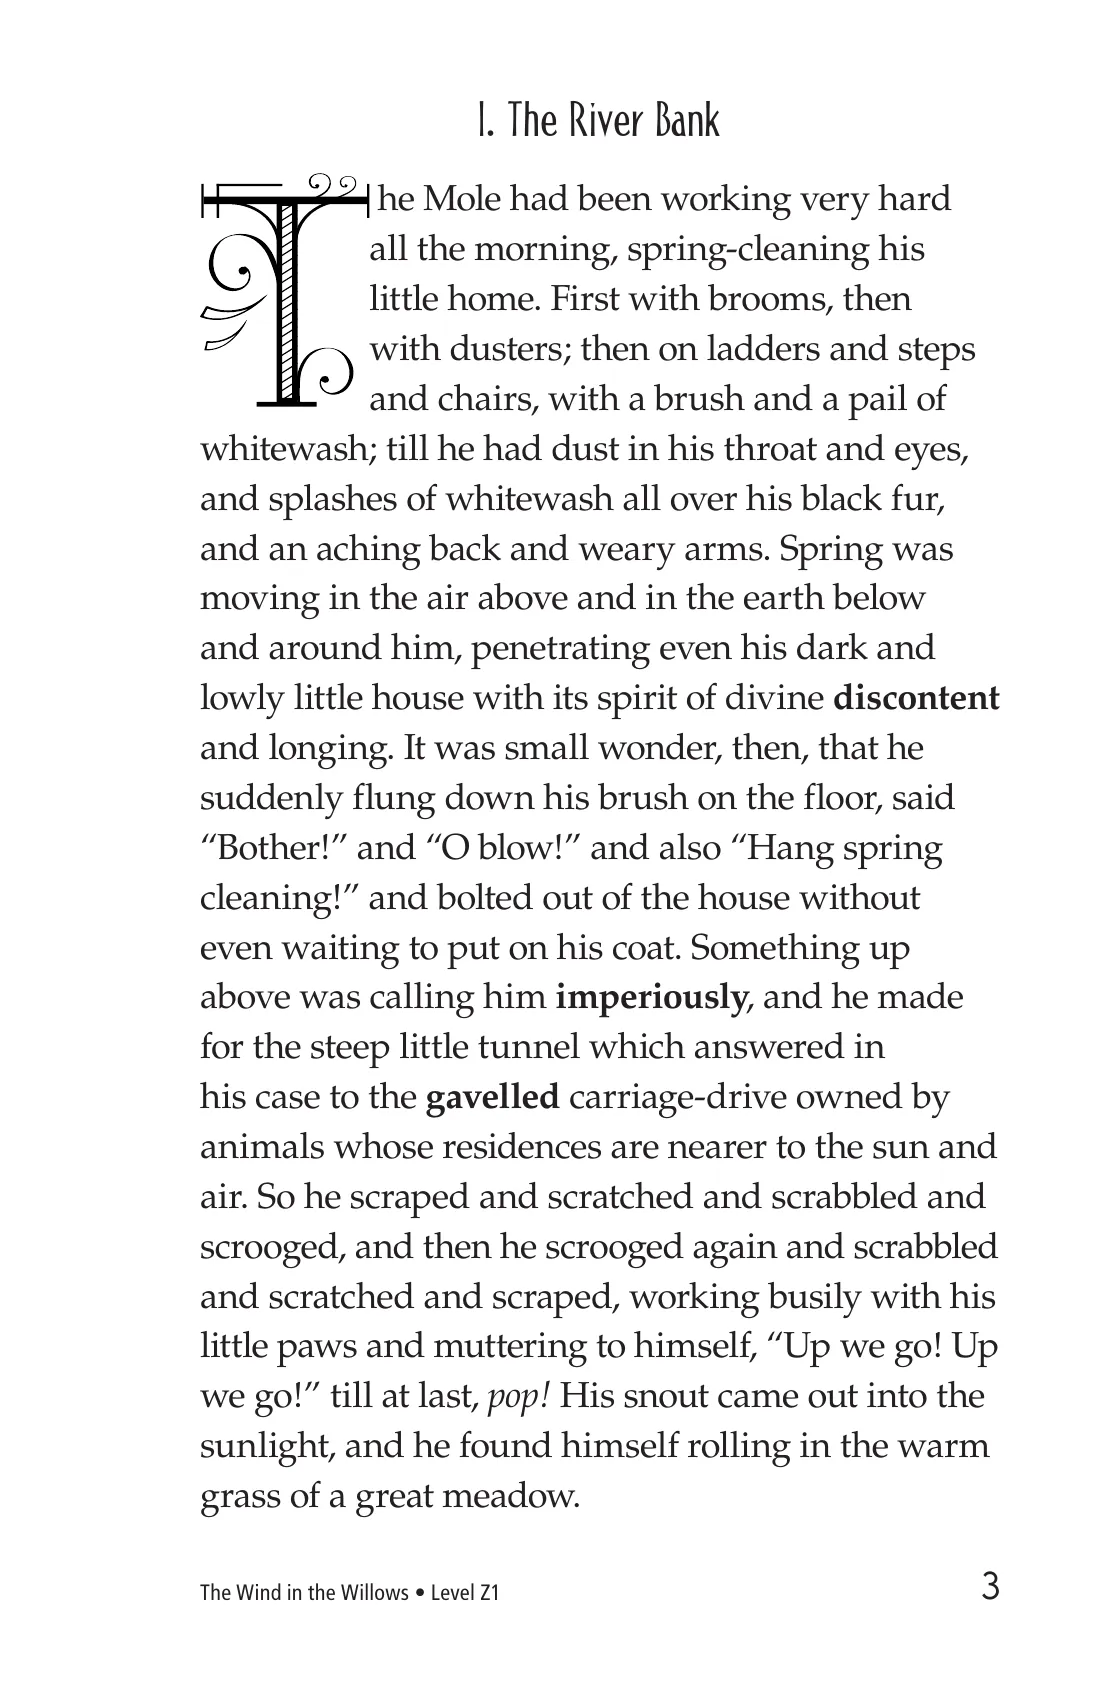 I. The River Bank
The Mole had been working very hard
all the morning, spring-cleaning his
little home. First with brooms, then
with dusters; then on ladders and steps
and chairs, with a brush and a pail of
whitewash; till he had dust in his throat and eyes,
and splashes of whitewash all over his black fur,
and an aching back and weary arms. Spring was
moving in the air above and in the earth below
and around him, penetrating even his dark and
lowly little house with its spirit of divine discontent
and longing. It was small wonder, then, that he
suddenly flung down his brush on the floor, said
“Bother!” and “O blow!” and also “Hang spring
cleaning!” and bolted out of the house without
even waiting to put on his coat. Something up
above was calling him imperiously, and he made
for the steep little tunnel which answered in
his case to the gavelled carriage-drive owned by
animals whose residences are nearer to the sun and
air. So he scraped and scratched and scrabbled and
scrooged, and then he scrooged again and scrabbled
and scratched and scraped, working busily with his
little paws and muttering to himself, “Up we go! Up
we go!” till at last, pop! His snout came out into the
sunlight, and he found himself rolling in the warm
grass of a great meadow.
The Wind in the Willows • Level Z1
3